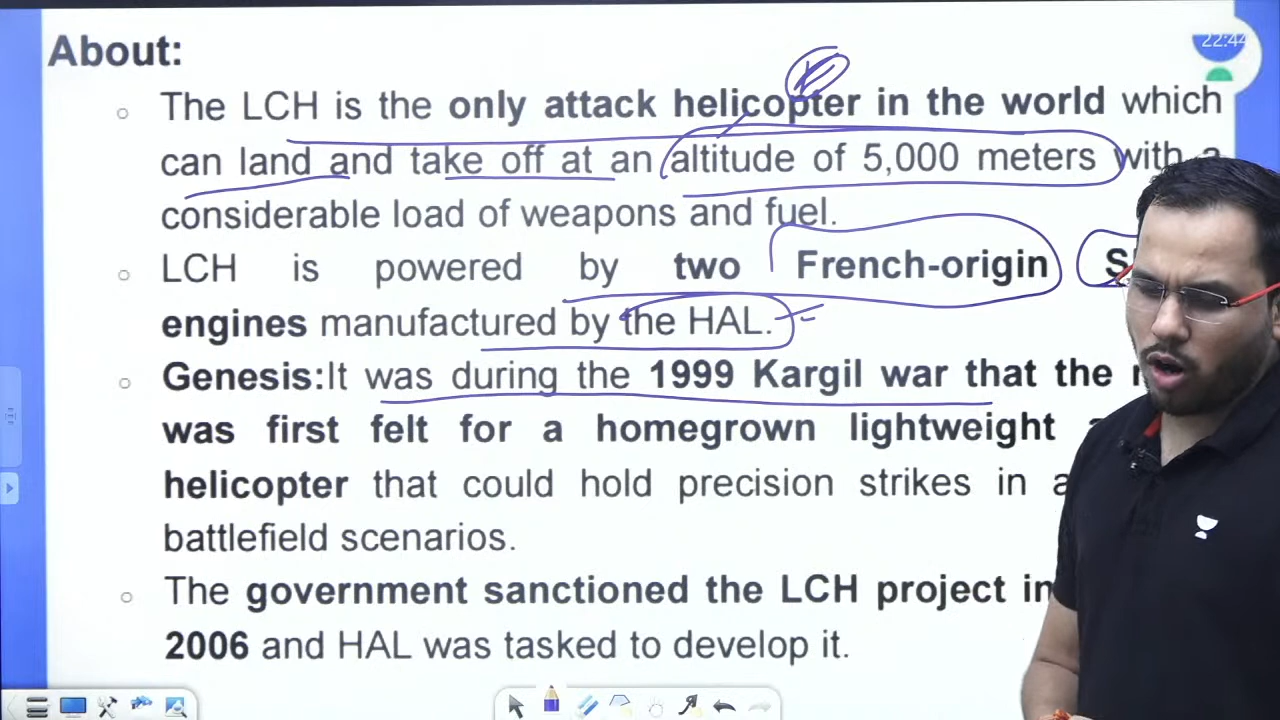 About:
22:44
The LCH is the only attack helicopter in the world which
can land and take off at an altitude of 5,000 meters with a
considerable load of weapons and fuel.
LCH is powered by two French-origin
engines manufactured by the HAL.
Genesis:It was during the 1999 Kargil war that the
was first felt for a homegrown lightweight
helicopter that could hold precision strikes in
battlefield scenarios.
The government sanctioned the LCH project in
2006 and HAL was tasked to develop it.